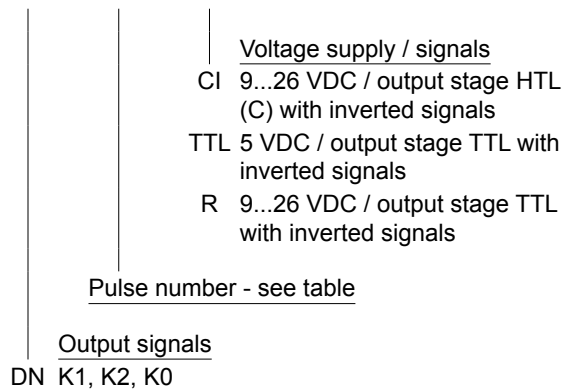 Voltage supply / signals
CI 9...26 VDC / output stage HTL
(C) with inverted signals
TTL 5 VDC / output stage TTL with
inverted signals
R 9...26 VDC / output stage TTL
with inverted signals
Pulse number - see table
Output signals
DN K1, K2, K0